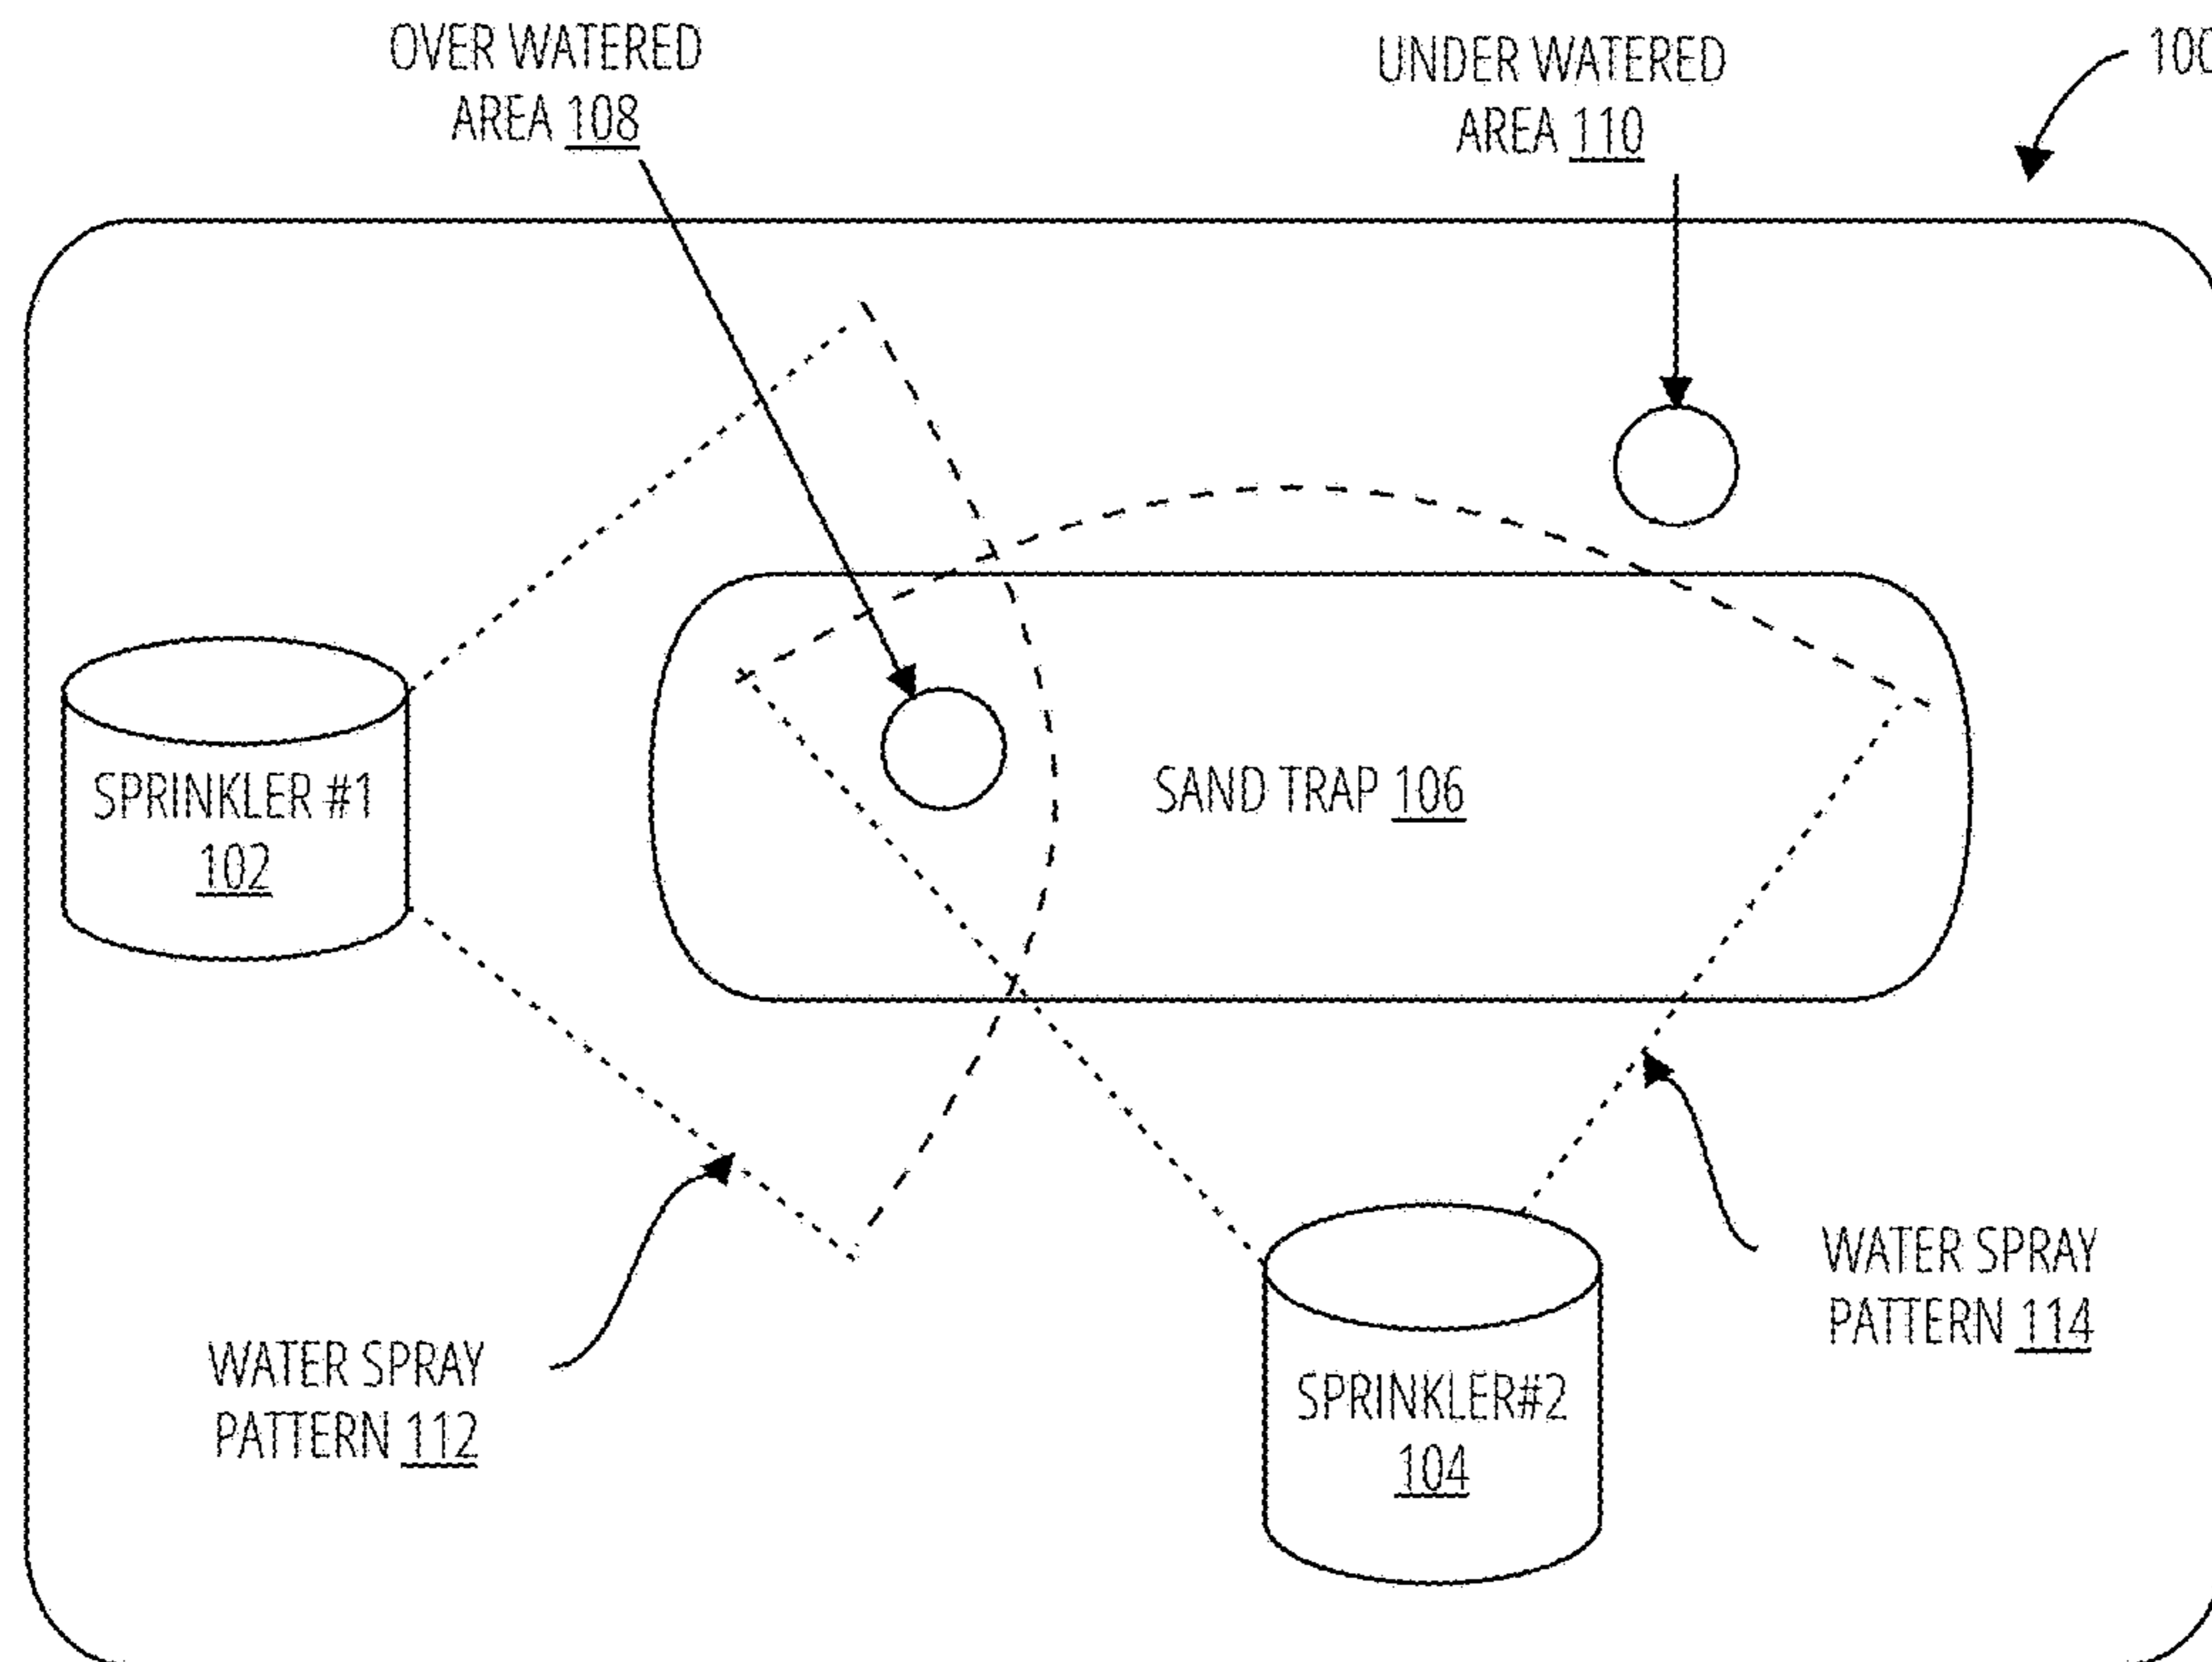 OVER WATERED
AREA 108
UNDER WATERED
AREA 110
100
SPRINKLER #1
102
SAND TRAP 106
WATER SPRAY
PATTERN 114
WATER SPRAY
PATTERN 112
SPRINKLER#2
104